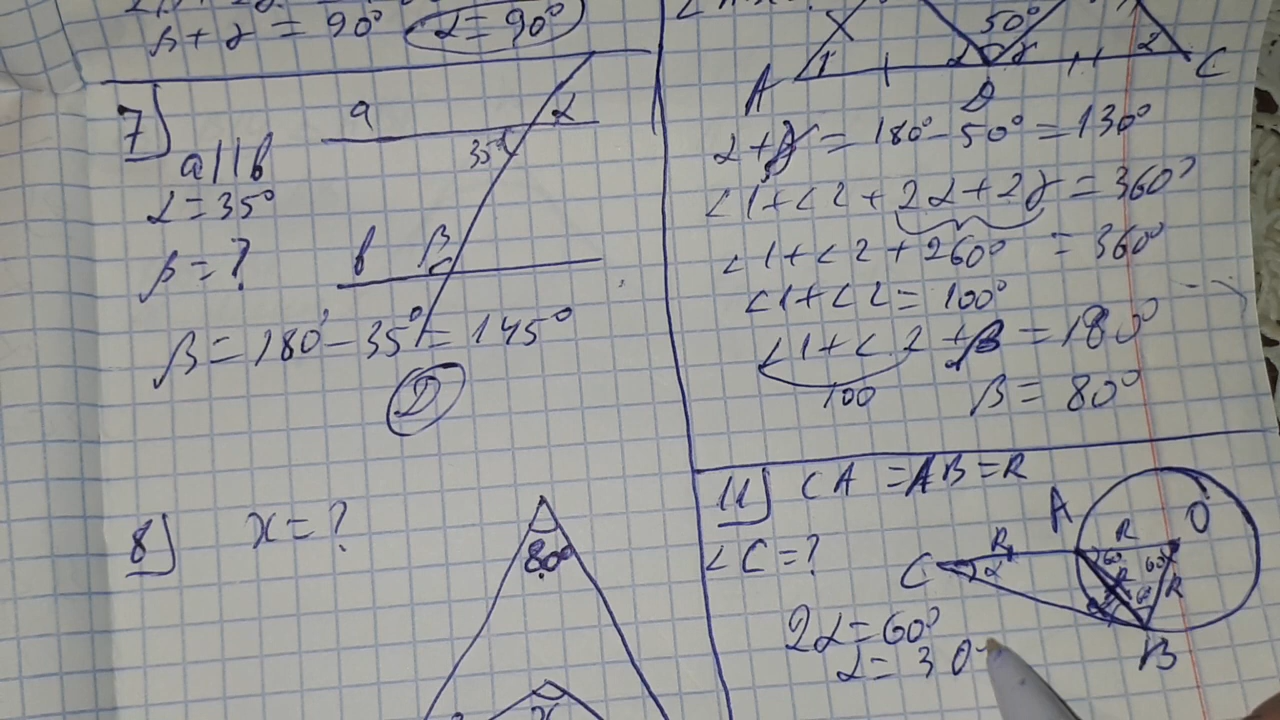 β + γ = 90° α = 90°
7)
a || b
α = 35°
β = ?
a
α
35°
b
β
β = 180° - 35° = 145°
D
8) x = ?
80°
x
50°
A 1 α γ 2 C
D
α + γ = 180° - 50° = 130°
∠1 + ∠2 + 2α + 2γ = 360°
∠1 + ∠2 + 260° = 360°
∠1 + ∠2 = 100°
∠1 + ∠2 + β = 180°
100
β = 80°
11) CA = AB = R
∠C = ?
A
O
R
R
C α
60° 60°
60
R
R
B
2α = 60°
α = 30°